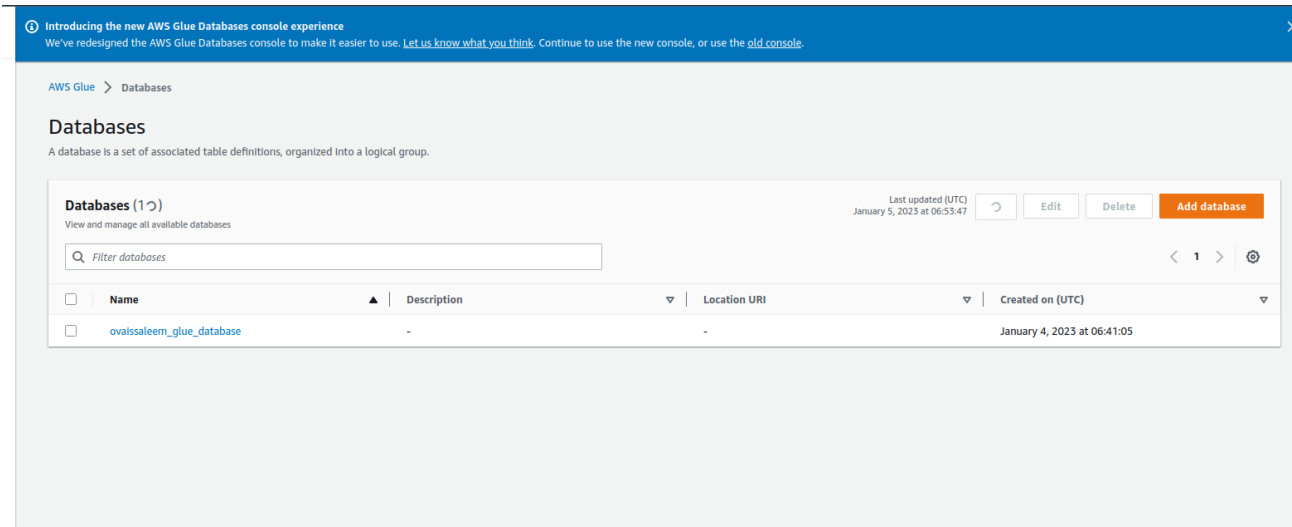 Introducing the new AWS Glue Databases console experience
We've redesigned the AWS Glue Databases console to make it easier to use. Let us know what you think. Continue to use the new console, or use the old console.
AWS Glue > Databases
Databases
A database is a set of associated table definitions, organized into a logical group.
Databases (1)
View and manage all available databases
Last updated (UTC)
January 5, 2023 at 06:53:47
Edit Delete Add database
Filter databases
< 1 >
Name Description Location URI Created on (UTC)
ovaissaleem_glue_database - - January 4, 2023 at 06:41:05